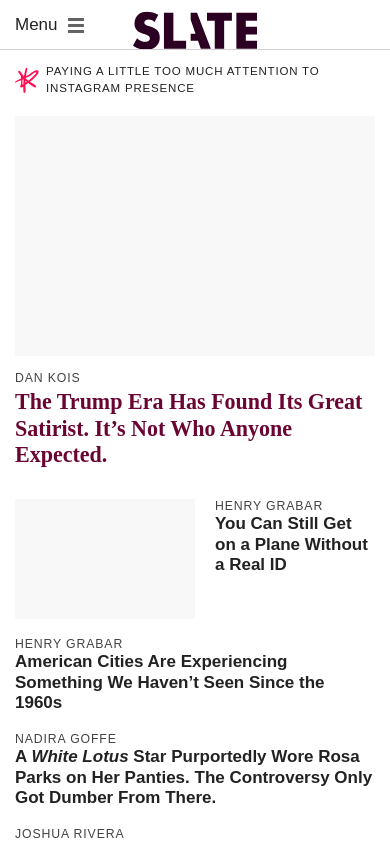 Menu
SLATE
PAYING A LITTLE TOO MUCH ATTENTION TO
INSTAGRAM PRESENCE
DAN KOIS
The Trump Era Has Found Its Great
Satirist. It’s Not Who Anyone
Expected.
HENRY GRABAR
You Can Still Get
on a Plane Without
a Real ID
HENRY GRABAR
American Cities Are Experiencing
Something We Haven’t Seen Since the
1960s
NADIRA GOFFE
A White Lotus Star Purportedly Wore Rosa
Parks on Her Panties. The Controversy Only
Got Dumber From There.
JOSHUA RIVERA